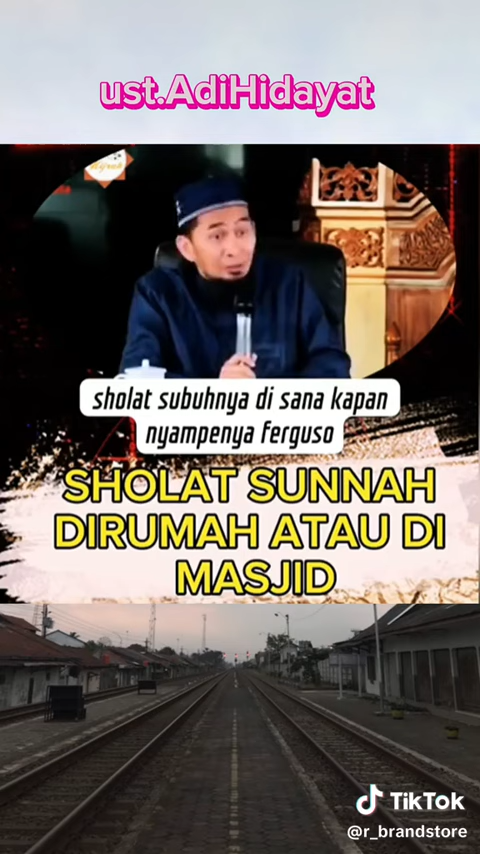 ust.AdiHidayat
sholat subuhnya di sana kapan
nyampenya ferguso
SHOLAT SUNNAH
DIRUMAH ATAU DI
MASJID
TikTok
@r_brandstore